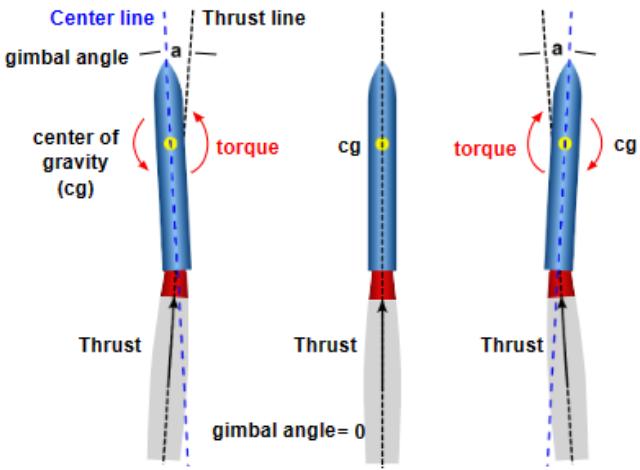 Center line
Thrust line
gimbal angle
a
a
center of
gravity
(cg)
torque
cg
torque
cg
Thrust
Thrust
Thrust
gimbal angle= 0